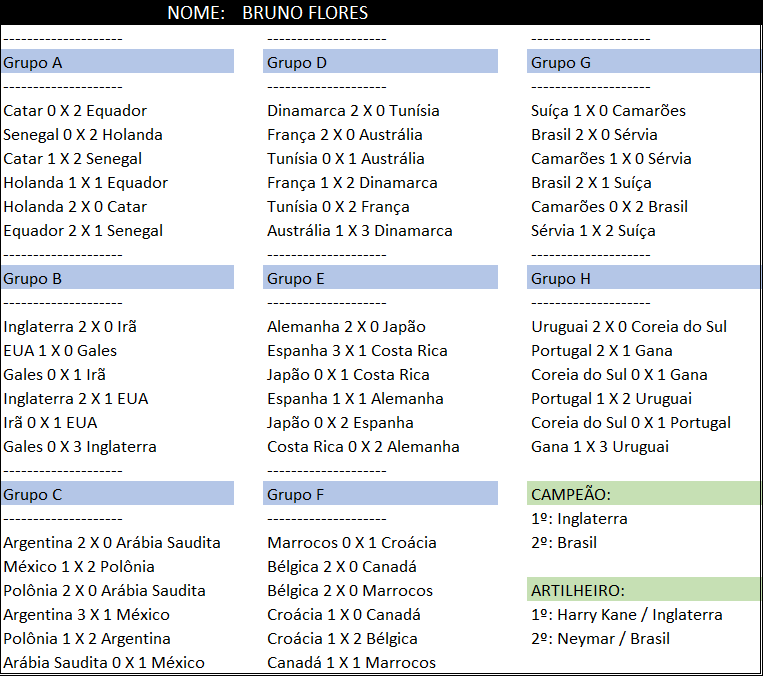 NOME: BRUNO FLORES
--------------------
Grupo A
--------------------
Catar 0 X 2 Equador
Senegal 0 X 2 Holanda
Catar 1 X 2 Senegal
Holanda 1 X 1 Equador
Holanda 2 X 0 Catar
Equador 2 X 1 Senegal
--------------------
Grupo B
--------------------
Inglaterra 2 X 0 Irã
EUA 1 X 0 Gales
Gales 0 X 1 Irã
Inglaterra 2 X 1 EUA
Irã 0 X 1 EUA
Gales 0 X 3 Inglaterra
--------------------
Grupo C
--------------------
Argentina 2 X 0 Arábia Saudita
México 1 X 2 Polônia
Polônia 2 X 0 Arábia Saudita
Argentina 3 X 1 México
Polônia 1 X 2 Argentina
Arábia Saudita 0 X 1 México
--------------------
Grupo D
--------------------
Dinamarca 2 X 0 Tunísia
França 2 X 0 Austrália
Tunísia 0 X 1 Austrália
França 1 X 2 Dinamarca
Tunísia 0 X 2 França
Austrália 1 X 3 Dinamarca
--------------------
Grupo E
--------------------
Alemanha 2 X 0 Japão
Espanha 3 X 1 Costa Rica
Japão 0 X 1 Costa Rica
Espanha 1 X 1 Alemanha
Japão 0 X 2 Espanha
Costa Rica 0 X 2 Alemanha
--------------------
Grupo F
--------------------
Marrocos 0 X 1 Croácia
Bélgica 2 X 0 Canadá
Bélgica 2 X 0 Marrocos
Croácia 1 X 0 Canadá
Croácia 1 X 2 Bélgica
Canadá 1 X 1 Marrocos
--------------------
Grupo G
--------------------
Suíça 1 X 0 Camarões
Brasil 2 X 0 Sérvia
Camarões 1 X 0 Sérvia
Brasil 2 X 1 Suíça
Camarões 0 X 2 Brasil
Sérvia 1 X 2 Suíça
--------------------
Grupo H
--------------------
Uruguai 2 X 0 Coreia do Sul
Portugal 2 X 1 Gana
Coreia do Sul 0 X 1 Gana
Portugal 1 X 2 Uruguai
Coreia do Sul 0 X 1 Portugal
Gana 1 X 3 Uruguai
CAMPEÃO:
1º: Inglaterra
2º: Brasil
ARTILHEIRO:
1º: Harry Kane / Inglaterra
2º: Neymar / Brasil